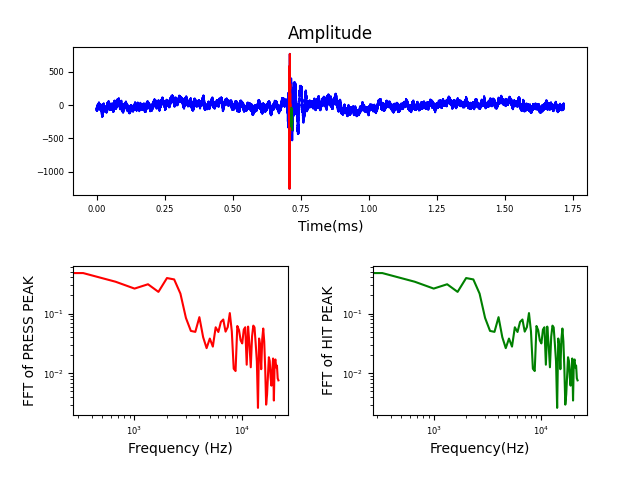 Amplitude
500
0
−500
−1000
0.00 0.25 0.50 0.75 1.00 1.25 1.50 1.75
Time(ms)
FFT of PRESS PEAK
10⁻¹
10⁻²
10³ 10⁴
Frequency (Hz)
FFT of HIT PEAK
10⁻¹
10⁻²
10³ 10⁴
Frequency(Hz)